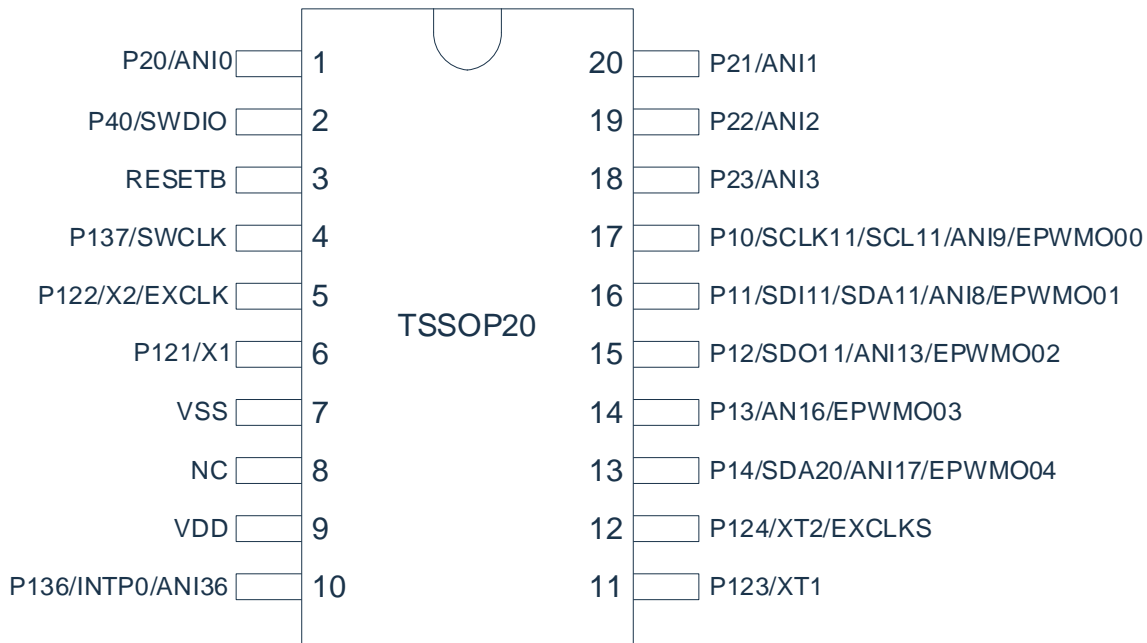 P20/ANI0 1 20 P21/ANI1
P40/SWDIO 2 19 P22/ANI2
RESETB 3 18 P23/ANI3
P137/SWCLK 4 17 P10/SCLK11/SCL11/ANI9/EPWMO00
P122/X2/EXCLK 5 16 P11/SDI11/SDA11/ANI8/EPWMO01
TSSOP20
P121/X1 6 15 P12/SDO11/ANI13/EPWMO02
VSS 7 14 P13/AN16/EPWMO03
NC 8 13 P14/SDA20/ANI17/EPWMO04
VDD 9 12 P124/XT2/EXCLKS
P136/INTP0/ANI36 10 11 P123/XT1